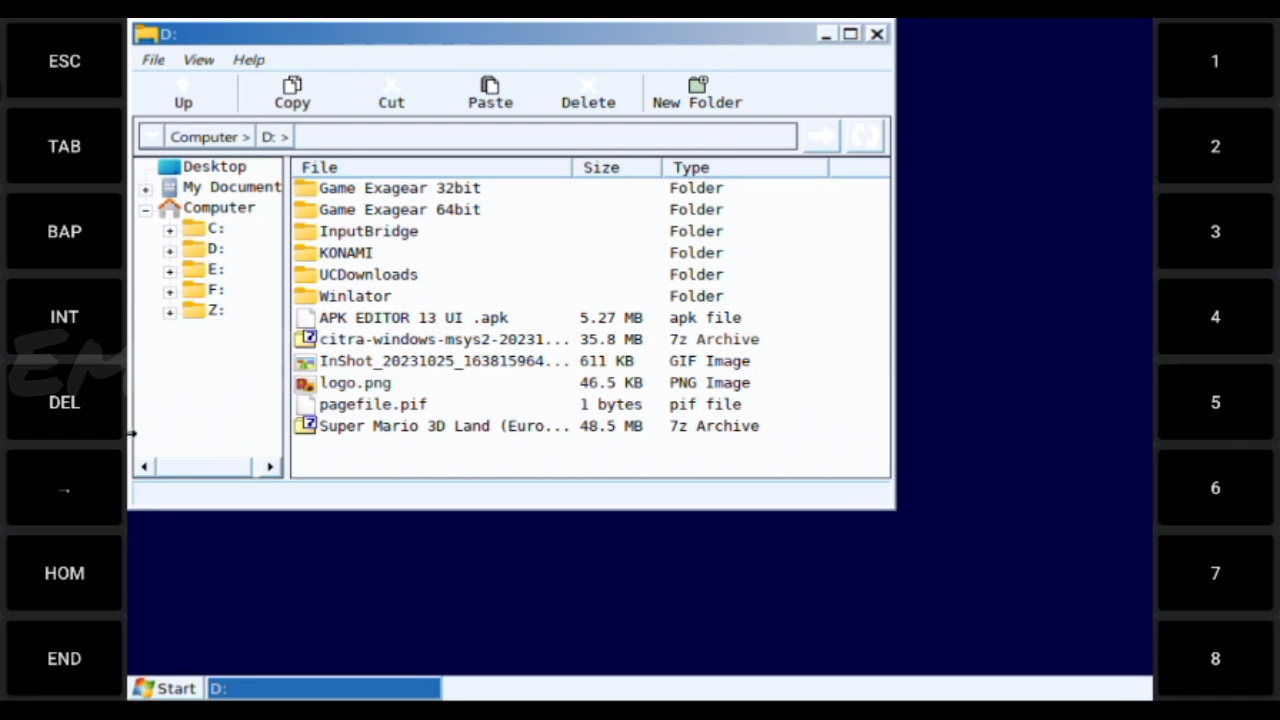 ESC
TAB
BAP
INT
DEL
→
HOM
END
D:
File View Help
Up Copy Cut Paste Delete New Folder
Computer > D: >
Desktop
My Document
Computer
C:
D:
E:
F:
Z:
File Size Type
Game Exagear 32bit Folder
Game Exagear 64bit Folder
InputBridge Folder
KONAMI Folder
UCDownloads Folder
Winlator Folder
APK EDITOR 13 UI .apk 5.27 MB apk file
citra-windows-msys2-20231... 35.8 MB 7z Archive
InShot_20231025_163815964... 611 KB GIF Image
logo.png 46.5 KB PNG Image
pagefile.pif 1 bytes pif file
Super Mario 3D Land (Euro... 48.5 MB 7z Archive
Start D:
1
2
3
4
5
6
7
8